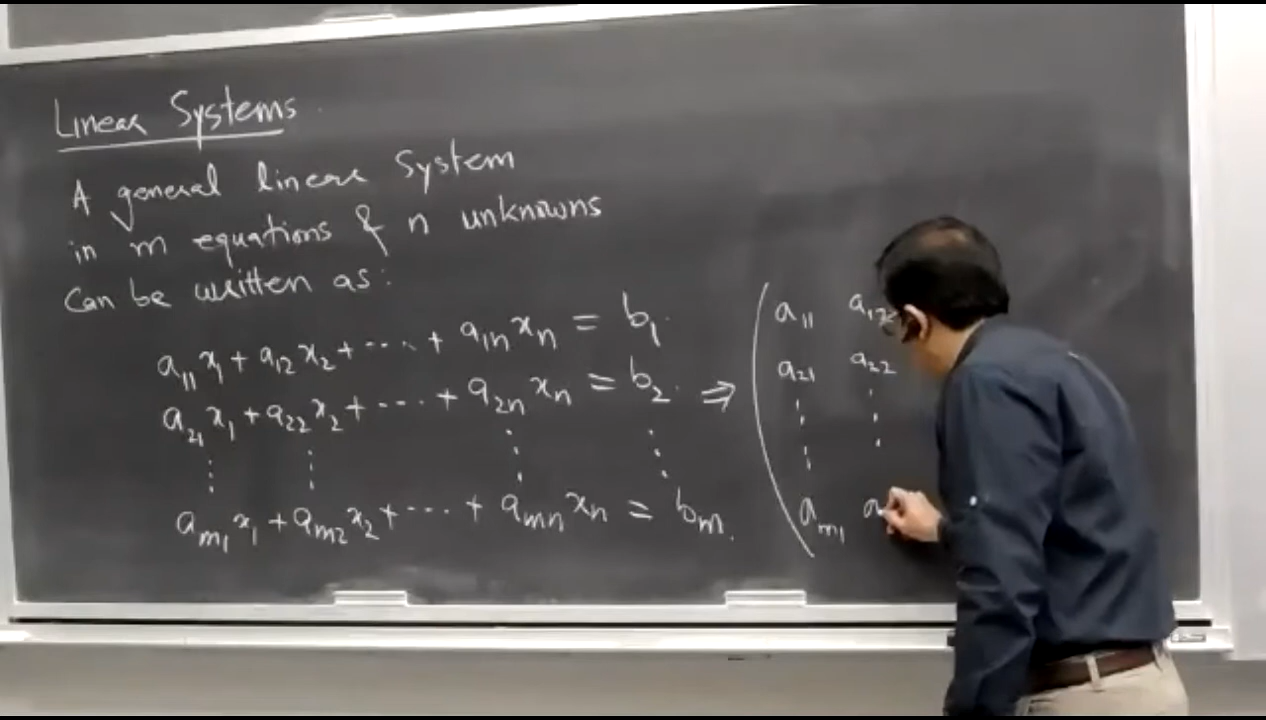 Linear Systems
A general linear System
in m equations & n unknowns
Can be written as:
a₁₁x₁ + a₁₂x₂ + ⋯ + a₁ₙxₙ = b₁.
a₂₁x₁ + a₂₂x₂ + ⋯ + a₂ₙxₙ = b₂. ⇒
⋮ ⋮ ⋮ ⋮
aₘ₁x₁ + aₘ₂x₂ + ⋯ + aₘₙxₙ = bₘ.
( a₁₁ a₁₂
a₂₁ a₂₂
⋮ ⋮
aₘ₁ a